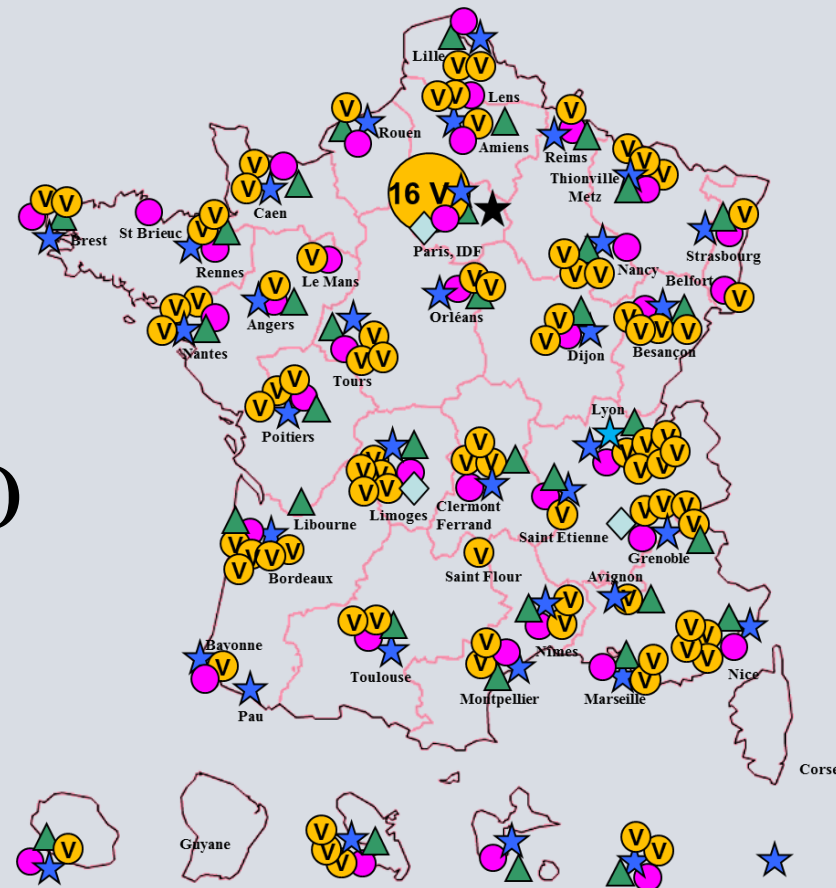 Lille
V V
V V Lens
V
Rouen
V
Amiens
V
Reims
V V V
Thionville
Metz
V V
Caen
16 V
Paris, IDF
V V
Brest
St Brieuc
V V
Rennes
V
Le Mans
V
Strasbourg
V V V
Nancy
Belfort
V
V V
Orléans
V
Angers
V V V
Nantes
V V V
Tours
V V
Dijon
V V V V
Besançon
V V V
Poitiers
Lyon
V V V V V V
V V V V V
Limoges
V V V
Clermont
Ferrand
V
Saint Etienne
Libourne
V V V V
Grenoble
V V V V V
Bordeaux
V
Saint Flour
Avignon
V
V V
Nîmes
V V
Toulouse
V V
Montpellier
V V
Marseille
V V V V
Nice
Bayonne
V
Pau
Corse
)
V
Guyane
V V V
V V